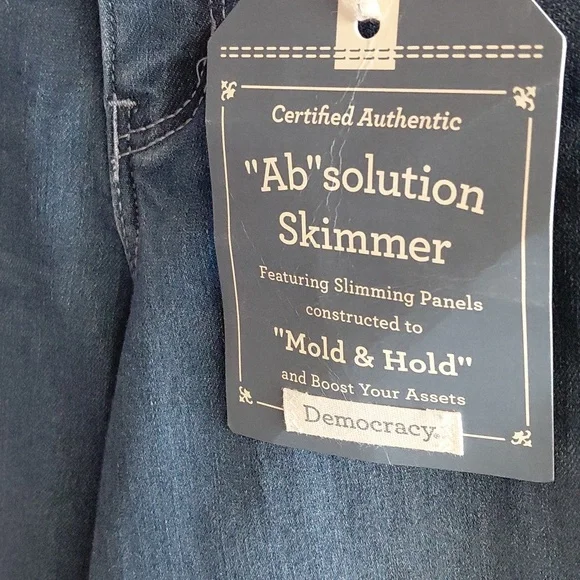 Certified Authentic
"Ab"solution
Skimmer
Featuring Slimming Panels
constructed to
"Mold & Hold"
and Boost Your Assets
Democracy®